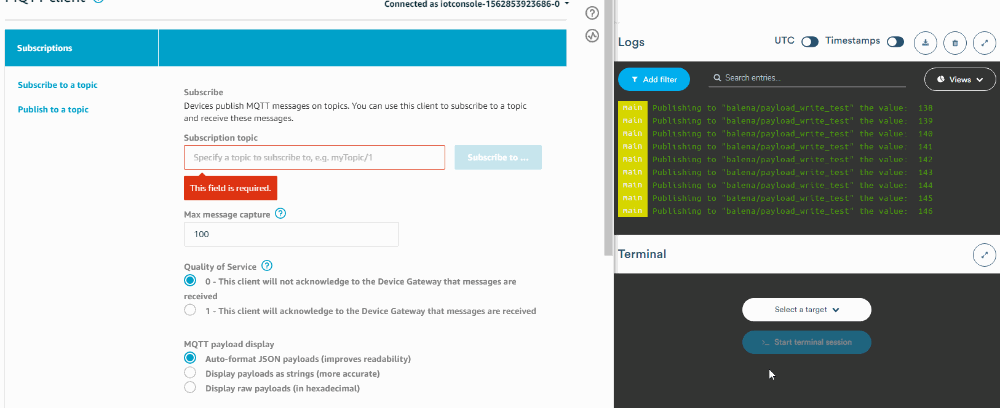 MQTT client
Connected as iotconsole-1562853923686-0
Subscriptions
Subscribe to a topic
Publish to a topic
Subscribe
Devices publish MQTT messages on topics. You can use this client to subscribe to a topic
and receive these messages.
Subscription topic
Specify a topic to subscribe to, e.g. myTopic/1
Subscribe to ...
This field is required.
Max message capture
100
Quality of Service
0 - This client will not acknowledge to the Device Gateway that messages are
received
1 - This client will acknowledge to the Device Gateway that messages are received
MQTT payload display
Auto-format JSON payloads (improves readability)
Display payloads as strings (more accurate)
Display raw payloads (in hexadecimal)
Logs
UTC
Timestamps
Add filter
Search entries...
Views
main Publishing to "balena/payload_write_test" the value: 138
main Publishing to "balena/payload_write_test" the value: 139
main Publishing to "balena/payload_write_test" the value: 140
main Publishing to "balena/payload_write_test" the value: 141
main Publishing to "balena/payload_write_test" the value: 142
main Publishing to "balena/payload_write_test" the value: 143
main Publishing to "balena/payload_write_test" the value: 144
main Publishing to "balena/payload_write_test" the value: 145
main Publishing to "balena/payload_write_test" the value: 146
Terminal
Select a target
Start terminal session